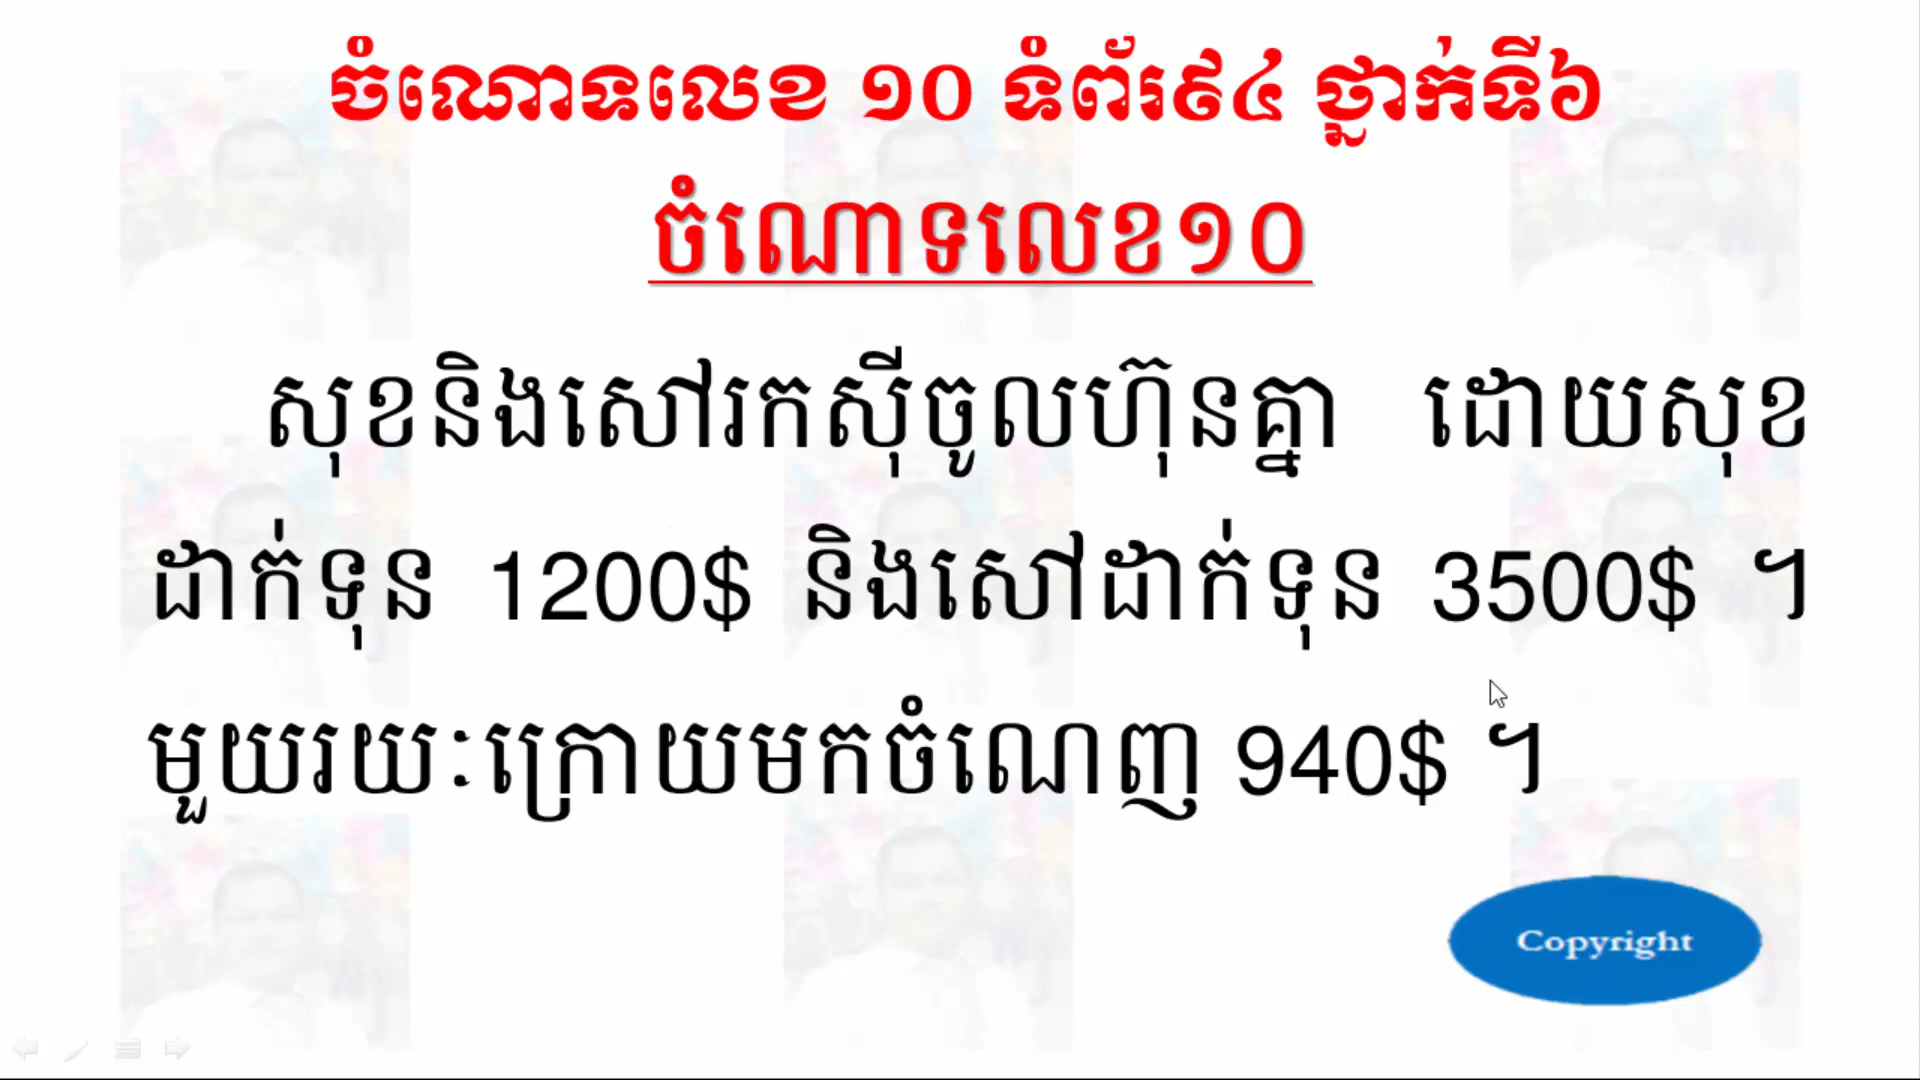 ចំណោទលេខ ១០ ទំព័រ៩៤ ថ្នាក់ទី៦
ចំណោទលេខ១០
សុខនិងសៅរកស៊ីចូលហ៊ុនគ្នា ដោយសុខ
ដាក់ទុន 1200$ និងសៅដាក់ទុន 3500$ ។
មួយរយៈក្រោយមកចំណេញ 940$ ។
Copyright